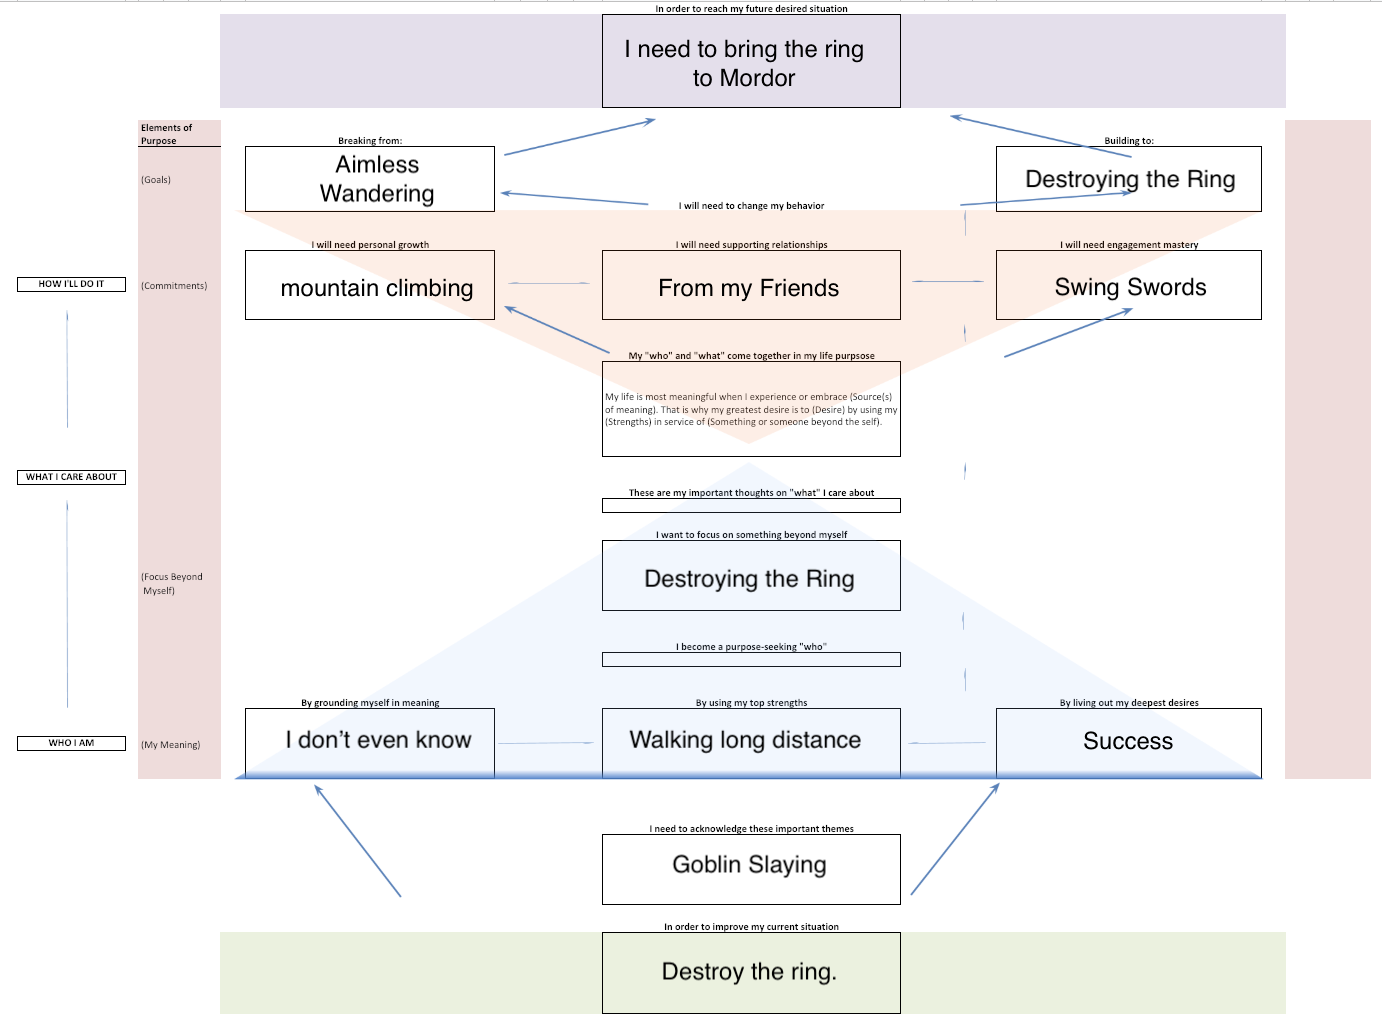 In order to reach my future desired situation
I need to bring the ring
to Mordor
Elements of
Purpose
Breaking from:
Building to:
(Goals)
Aimless
Wandering
Destroying the Ring
I will need to change my behavior
I will need personal growth
I will need supporting relationships
I will need engagement mastery
HOW I'LL DO IT
(Commitments)
mountain climbing
From my Friends
Swing Swords
My "who" and "what" come together in my life purpsose
My life is most meaningful when I experience or embrace (Source(s)
of meaning). That is why my greatest desire is to (Desire) by using my
(Strengths) in service of (Something or someone beyond the self).
WHAT I CARE ABOUT
These are my important thoughts on "what" I care about
I want to focus on something beyond myself
(Focus Beyond
Myself)
Destroying the Ring
I become a purpose-seeking "who"
By grounding myself in meaning
By using my top strengths
By living out my deepest desires
WHO I AM
(My Meaning)
I don’t even know
Walking long distance
Success
I need to acknowledge these important themes
Goblin Slaying
In order to improve my current situation
Destroy the ring.